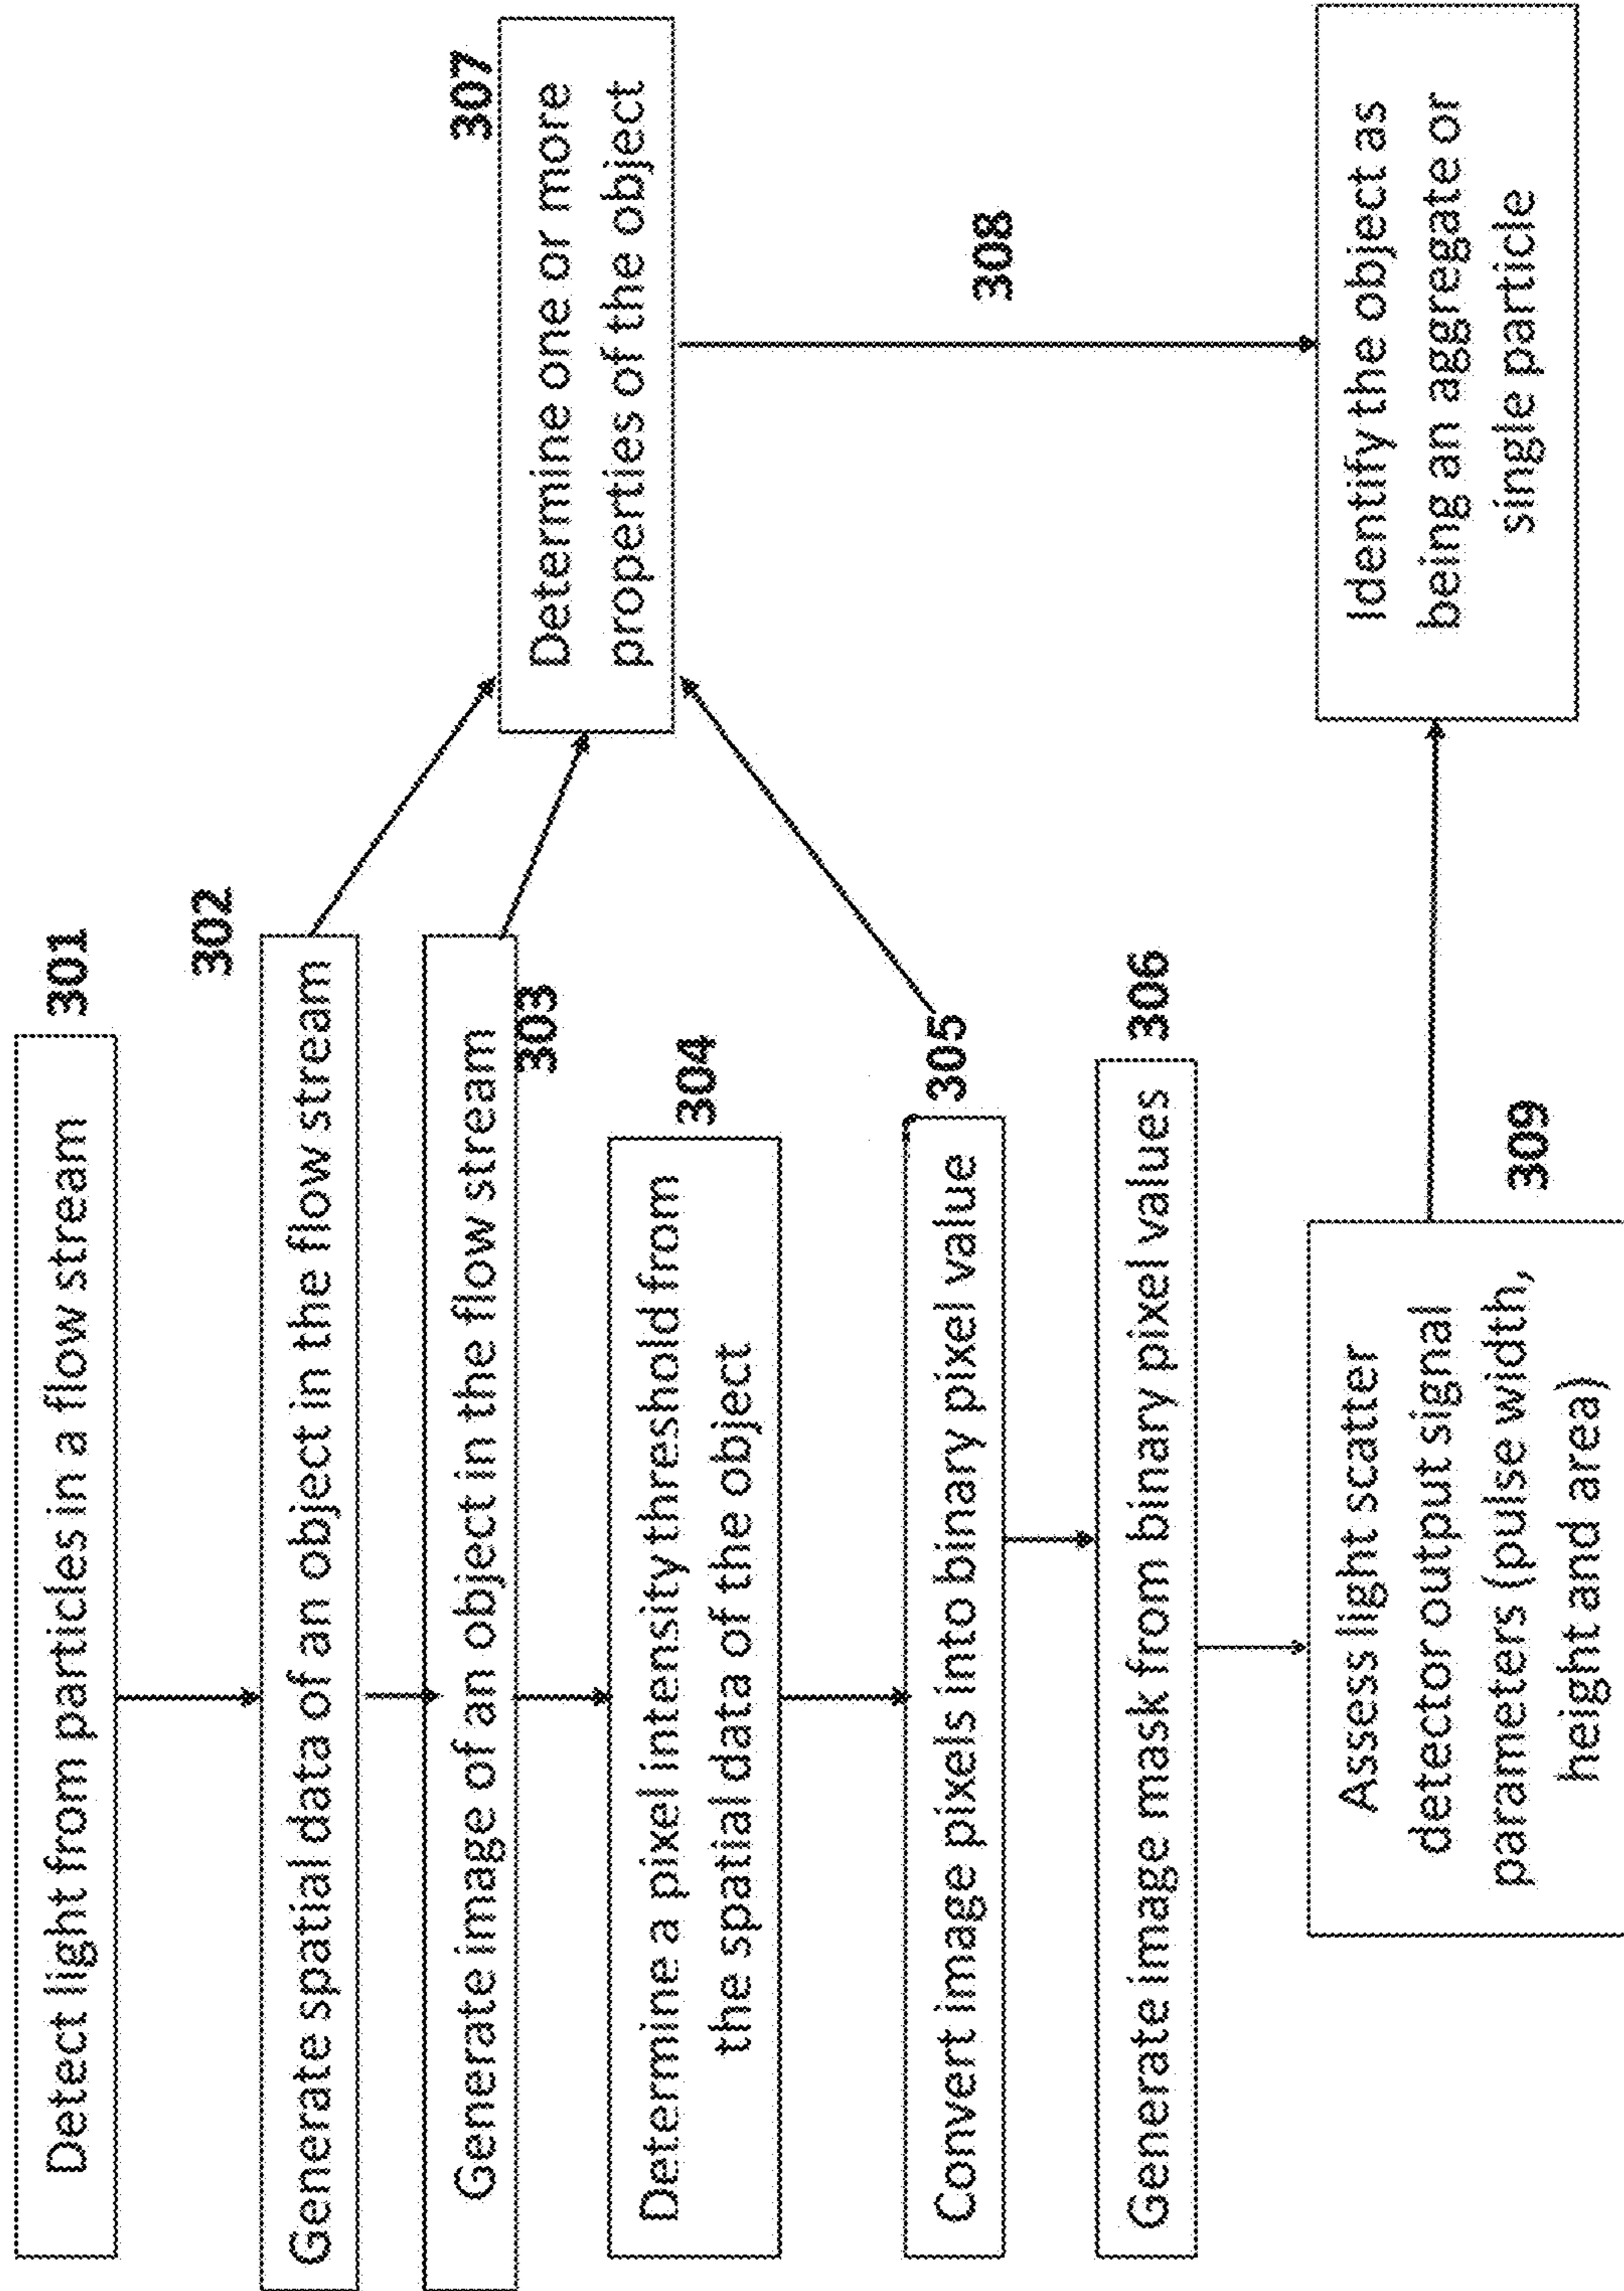 Detect light from particles in a flow stream
301
302
Generate spatial data of an object in the flow stream
Generate image of an object in the flow stream
303
304
Determine a pixel intensity threshold from
the spatial data of the object
305
Convert image pixels into binary pixel value
306
Generate image mask from binary pixel values
307
Determine one or more
properties of the object
308
Assess light scatter
detector output signal
parameters (pulse width,
height and area)
309
Identify the object as
being an aggregate or
single particle